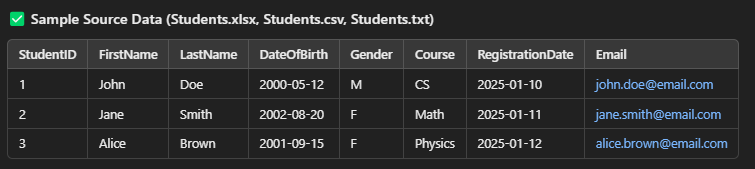 ✅ Sample Source Data (Students.xlsx, Students.csv, Students.txt)
StudentID FirstName LastName DateOfBirth Gender Course RegistrationDate Email
1 John Doe 2000-05-12 M CS 2025-01-10 john.doe@email.com
2 Jane Smith 2002-08-20 F Math 2025-01-11 jane.smith@email.com
3 Alice Brown 2001-09-15 F Physics 2025-01-12 alice.brown@email.com